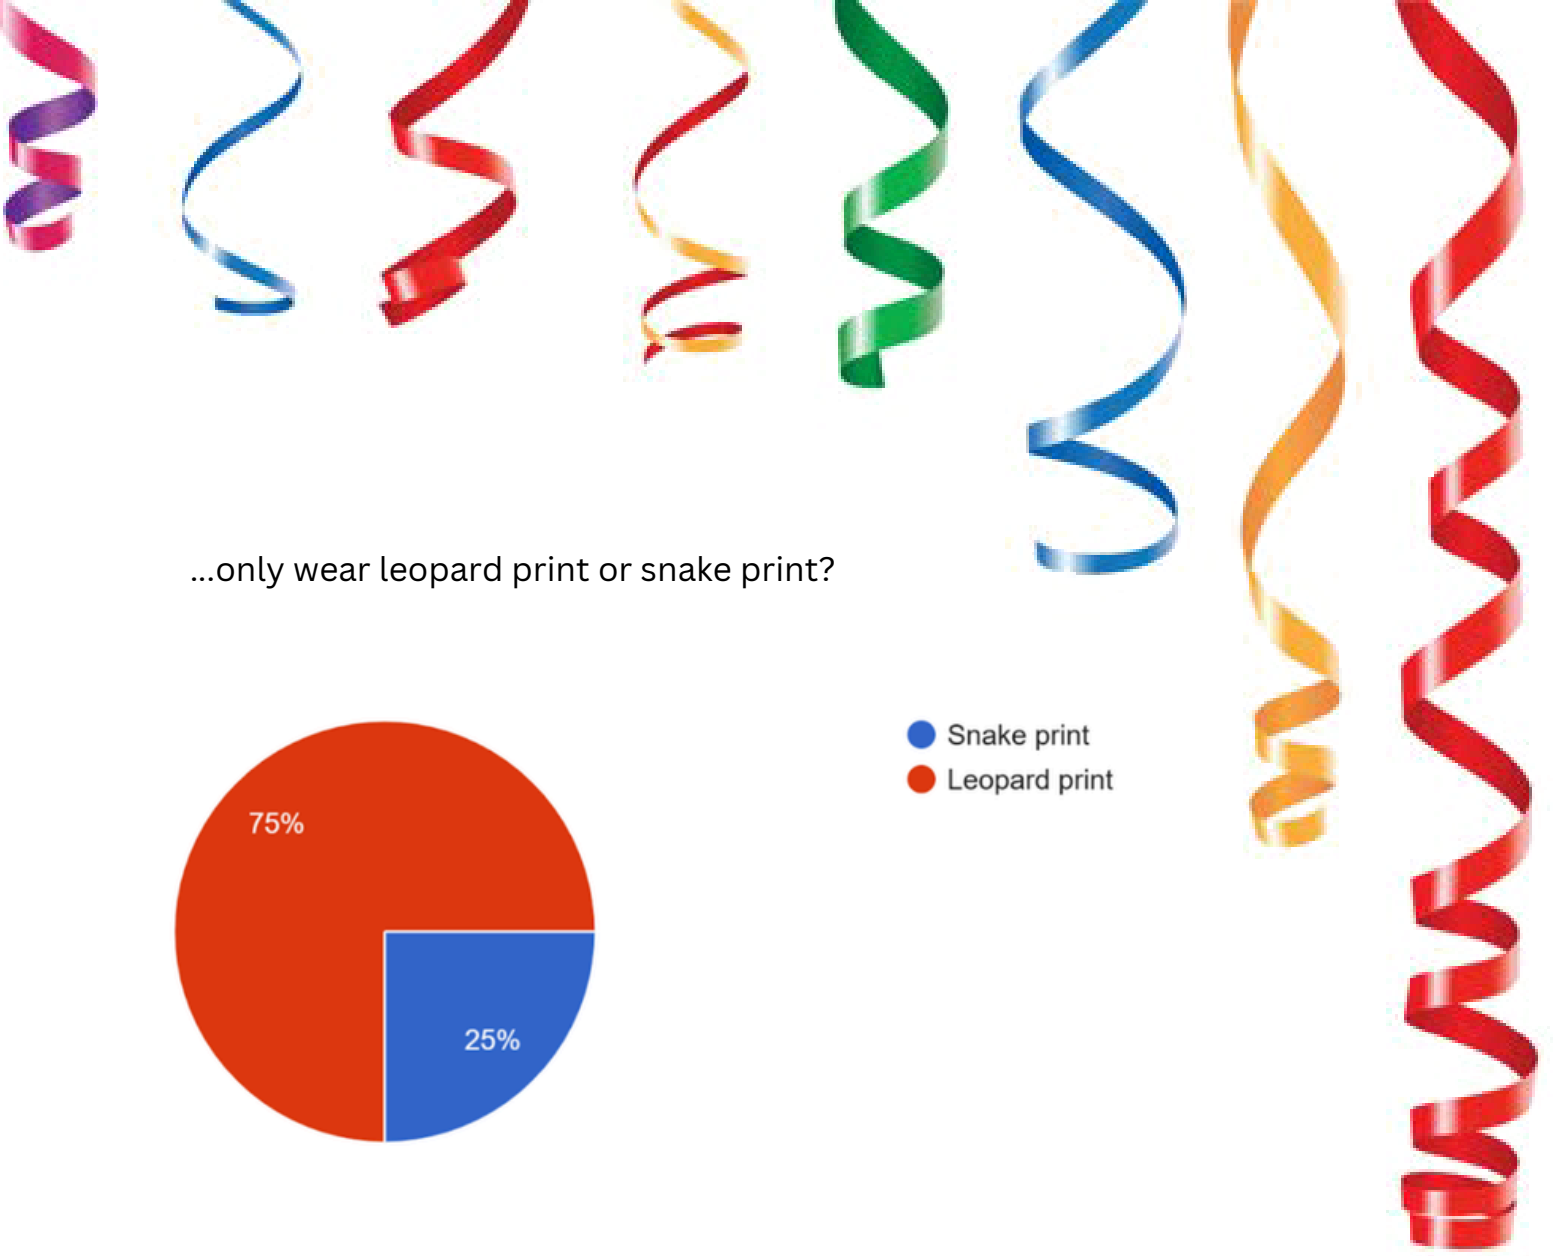 ...only wear leopard print or snake print?
Snake print
Leopard print
75%
25%